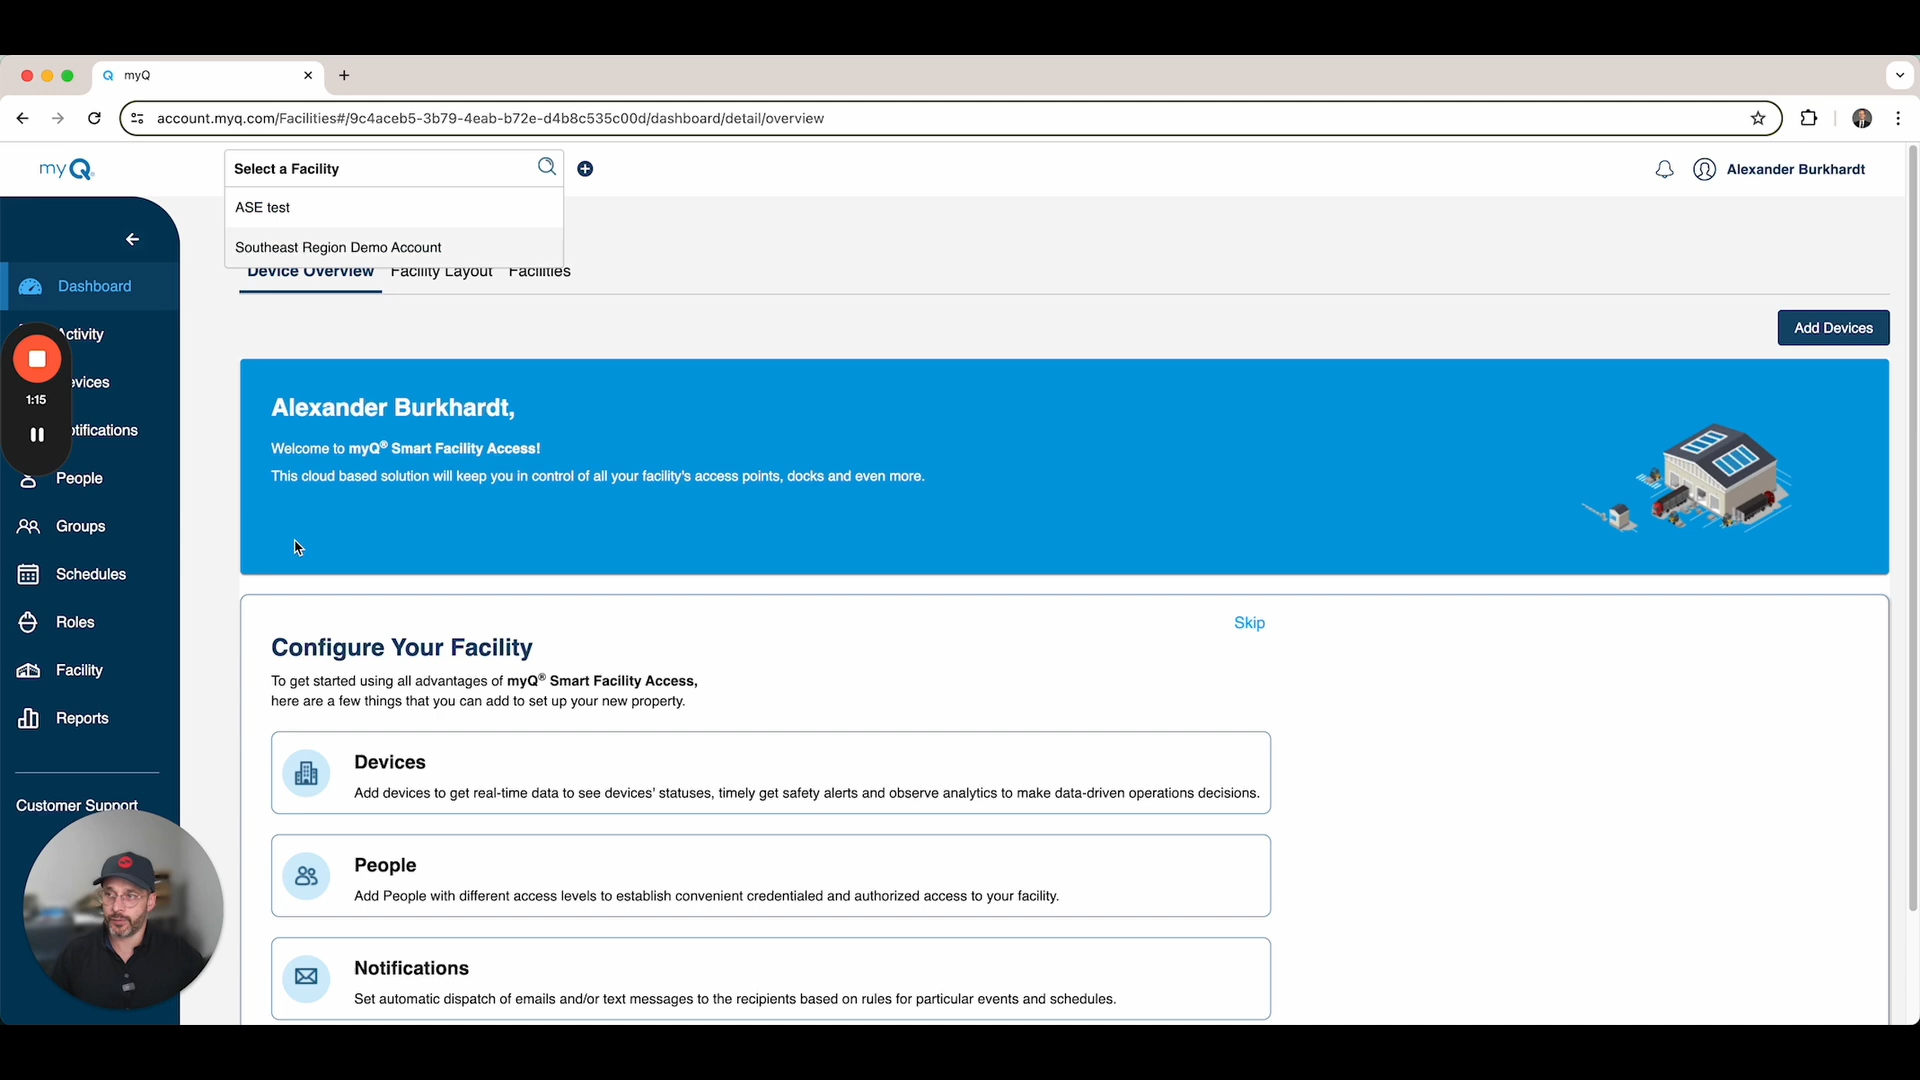 myQ
account.myq.com/Facilities#/9c4aceb5-3b79-4eab-b72e-d4b8c535c00d/dashboard/detail/overview
myQ
Select a Facility
Alexander Burkhardt
ASE test
Southeast Region Demo Account
Device Overview
Facility Layout
Facilities
Dashboard
Activity
evices
otifications
People
Groups
Schedules
Roles
Facility
Reports
Customer Support
1:15
Add Devices
Alexander Burkhardt,
Welcome to myQ® Smart Facility Access!
This cloud based solution will keep you in control of all your facility's access points, docks and even more.
Skip
Configure Your Facility
To get started using all advantages of myQ® Smart Facility Access,
here are a few things that you can add to set up your new property.
Devices
Add devices to get real-time data to see devices' statuses, timely get safety alerts and observe analytics to make data-driven operations decisions.
People
Add People with different access levels to establish convenient credentialed and authorized access to your facility.
Notifications
Set automatic dispatch of emails and/or text messages to the recipients based on rules for particular events and schedules.